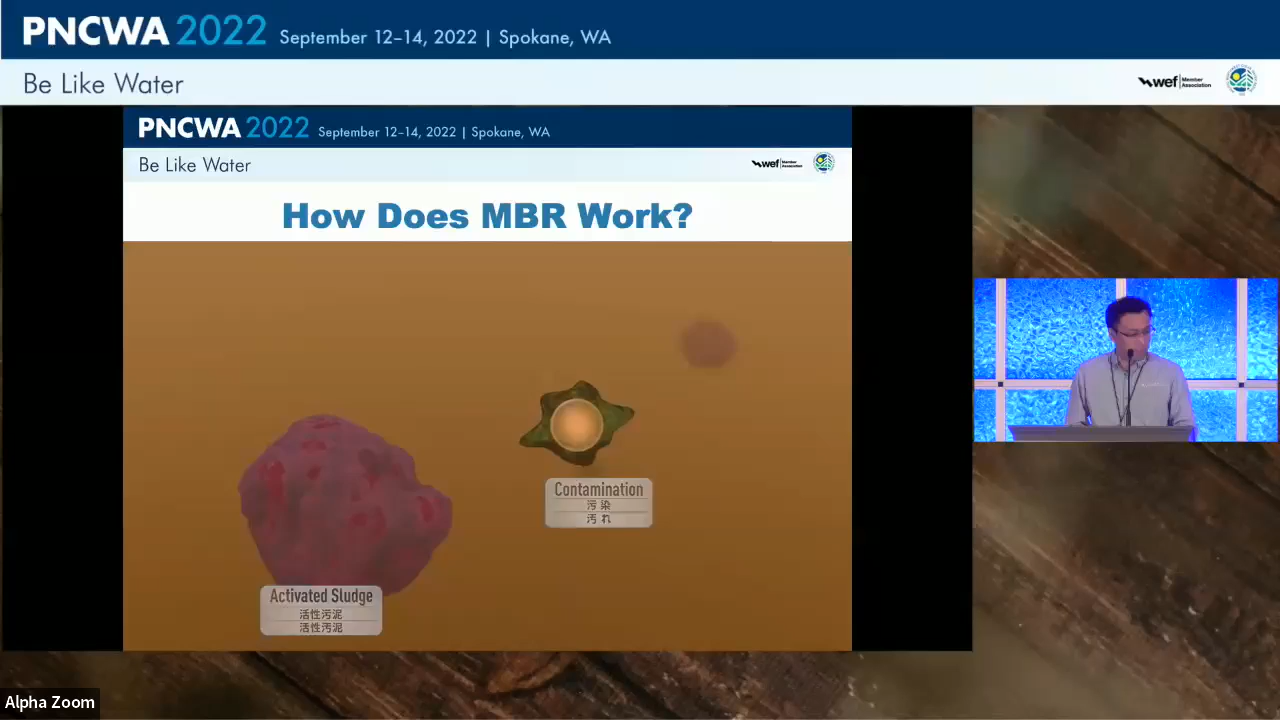 PNCWA 2022 September 12–14, 2022 | Spokane, WA
Be Like Water
wef Member Association
PNCWA 2022 September 12–14, 2022 | Spokane, WA
Be Like Water
wef Member Association
How Does MBR Work?
Contamination
污染
汚れ
Activated Sludge
活性污泥
活性汚泥
Alpha Zoom